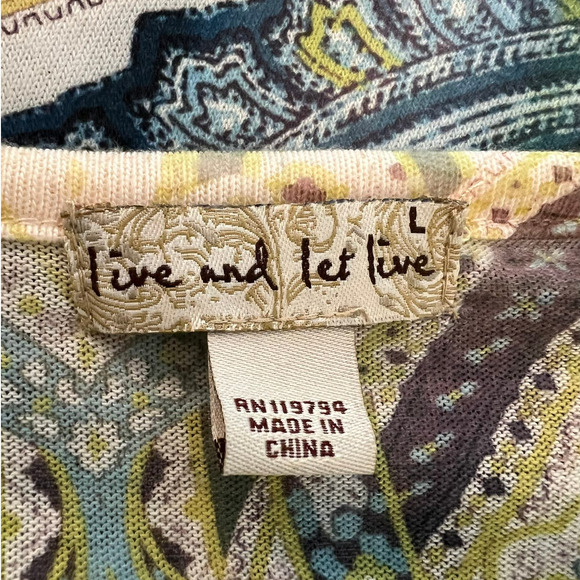 L
live and let live
RN119794
MADE IN
CHINA